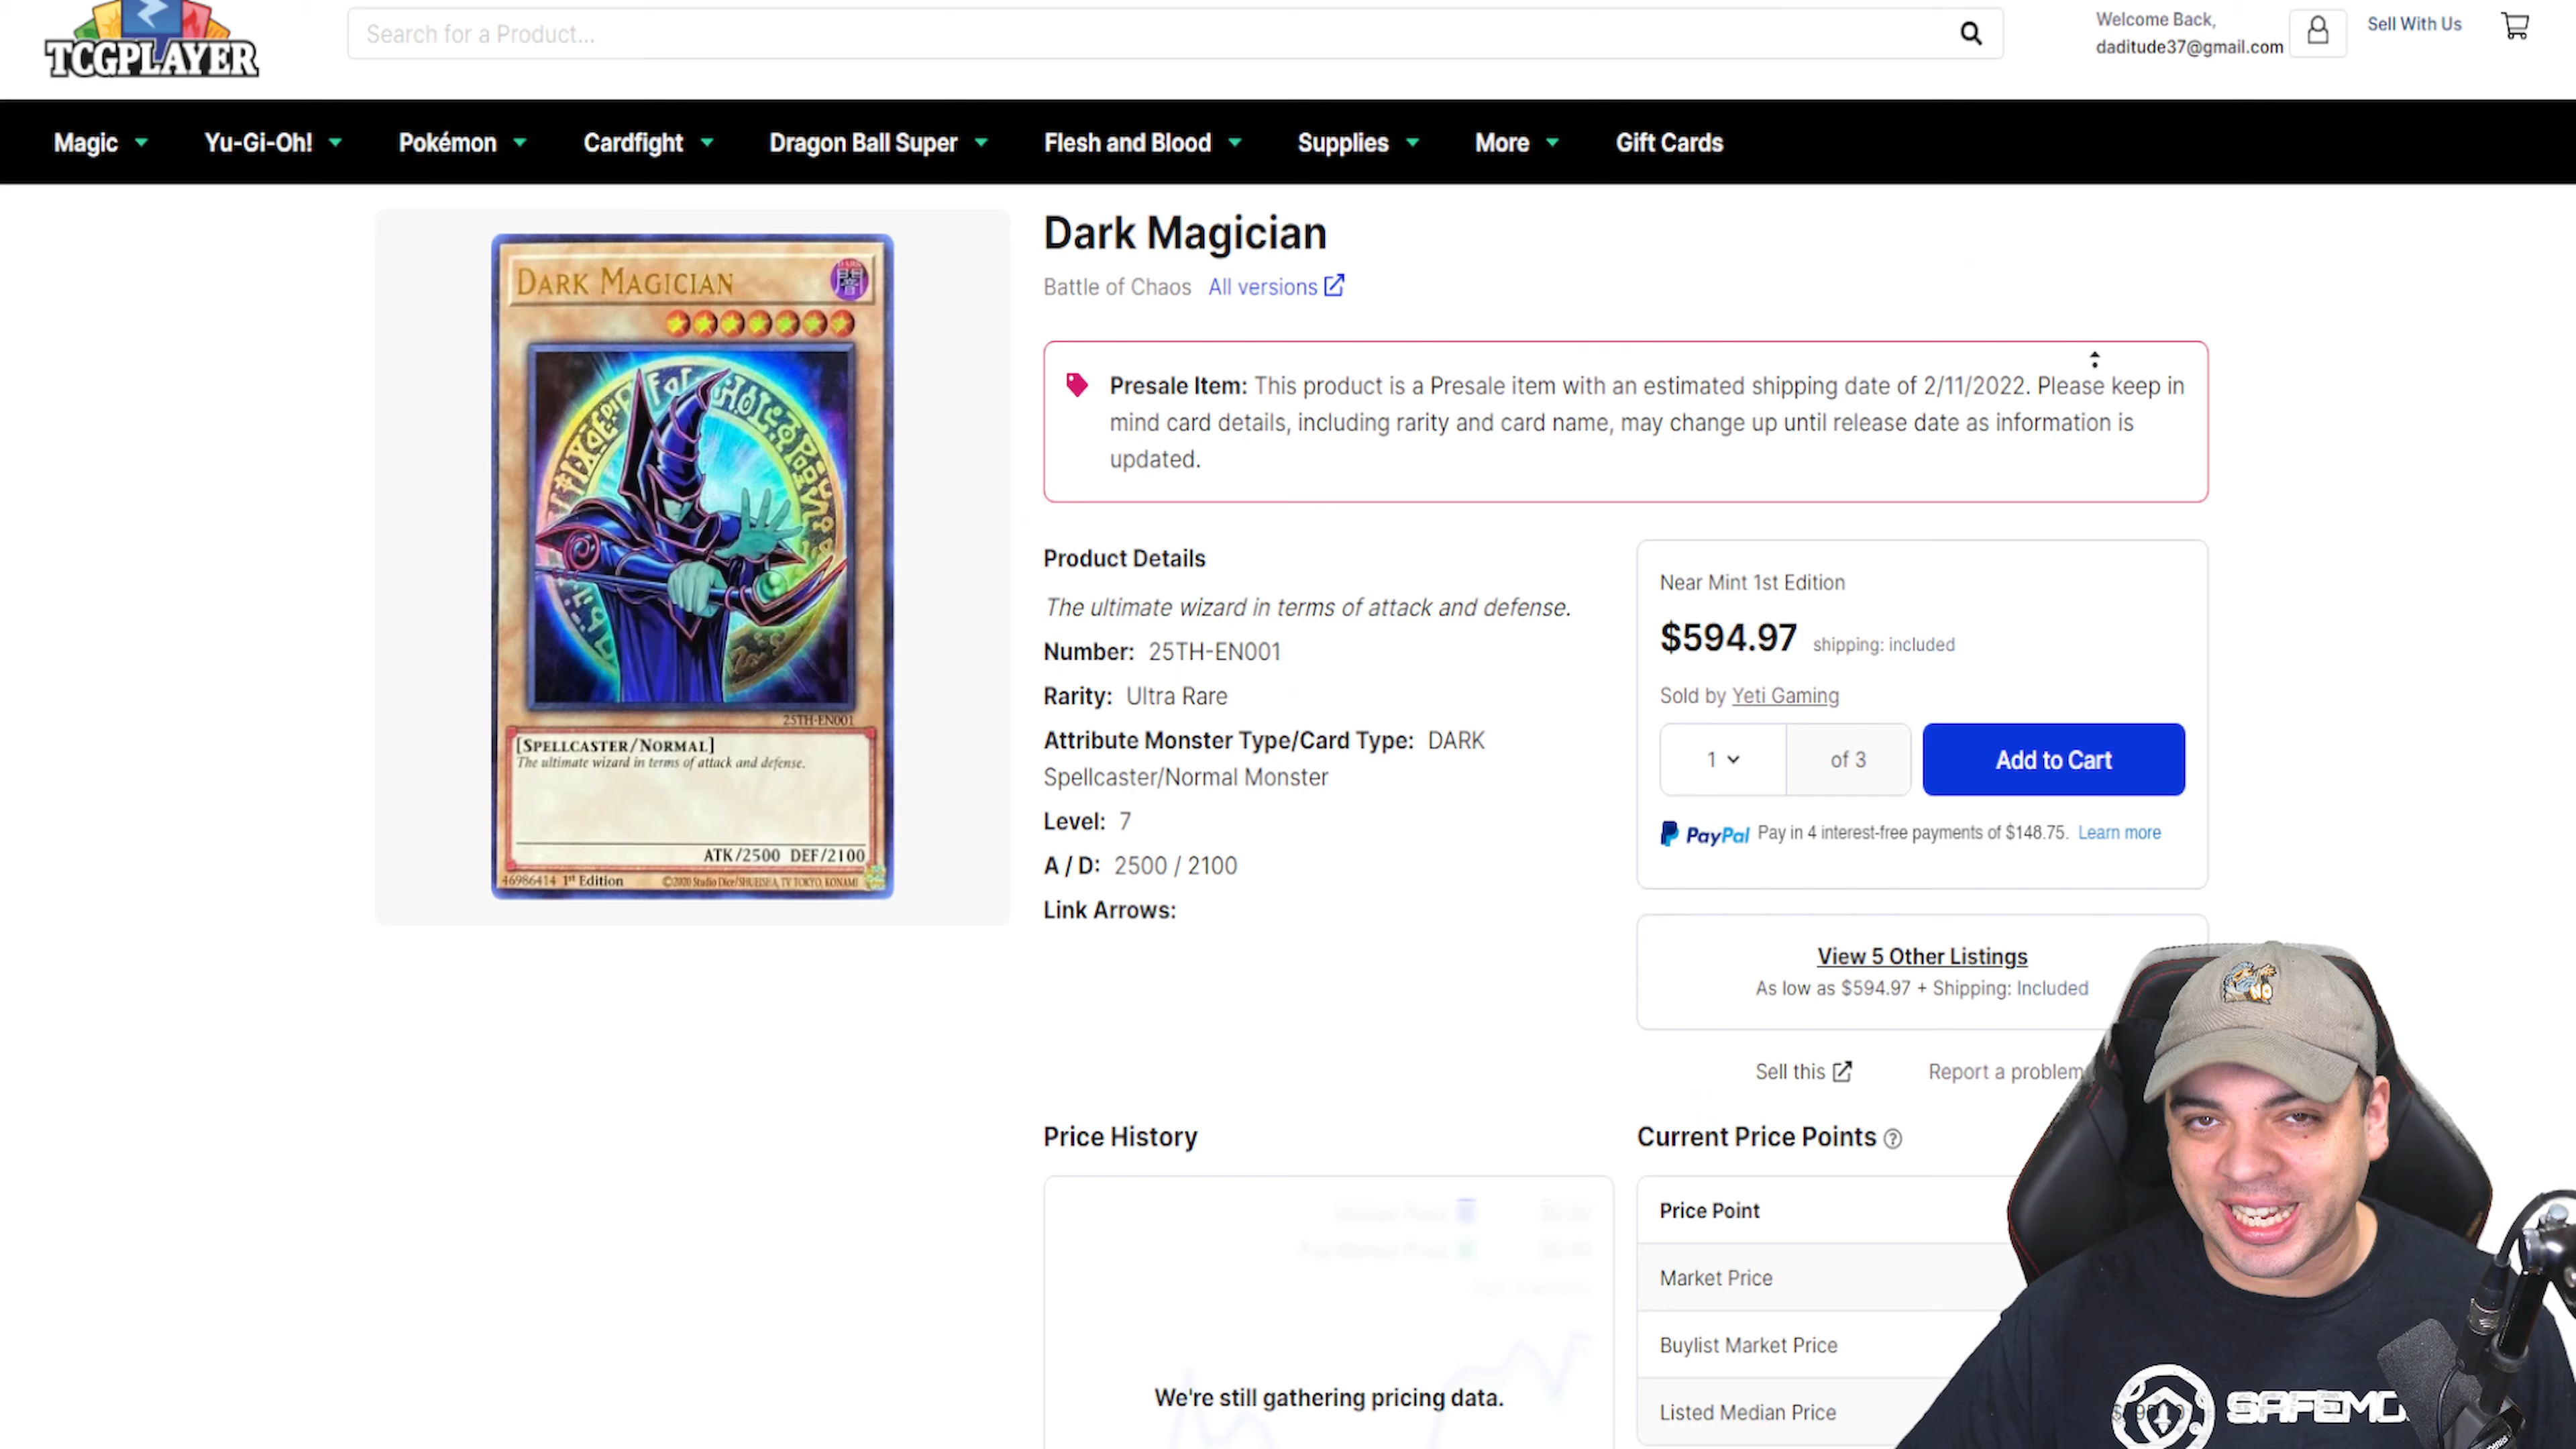 TCGPLAYER
Search for a Product...
Welcome Back,
daditude37@gmail.com
Sell With Us
Magic
Yu-Gi-Oh!
Pokémon
Cardfight
Dragon Ball Super
Flesh and Blood
Supplies
More
Gift Cards
DARK MAGICIAN
闇
25TH-EN001
[SPELLCASTER/NORMAL]
The ultimate wizard in terms of attack and defense.
ATK/2500 DEF/2100
46986414 1st Edition
©2020 Studio Dice/SHUEISHA, TV TOKYO, KONAMI
Dark Magician
Battle of Chaos All versions
Presale Item: This product is a Presale item with an estimated shipping date of 2/11/2022. Please keep in
mind card details, including rarity and card name, may change up until release date as information is
updated.
Product Details
The ultimate wizard in terms of attack and defense.
Number: 25TH-EN001
Rarity: Ultra Rare
Attribute Monster Type/Card Type: DARK
Spellcaster/Normal Monster
Level: 7
A / D: 2500 / 2100
Link Arrows:
Near Mint 1st Edition
$594.97 shipping: included
Sold by Yeti Gaming
1 of 3
Add to Cart
PayPal Pay in 4 interest-free payments of $148.75. Learn more
View 5 Other Listings
As low as $594.97 + Shipping: Included
Sell this
Report a problem
Price History
We're still gathering pricing data.
Current Price Points
Price Point
Market Price
Buylist Market Price
Listed Median Price
NO